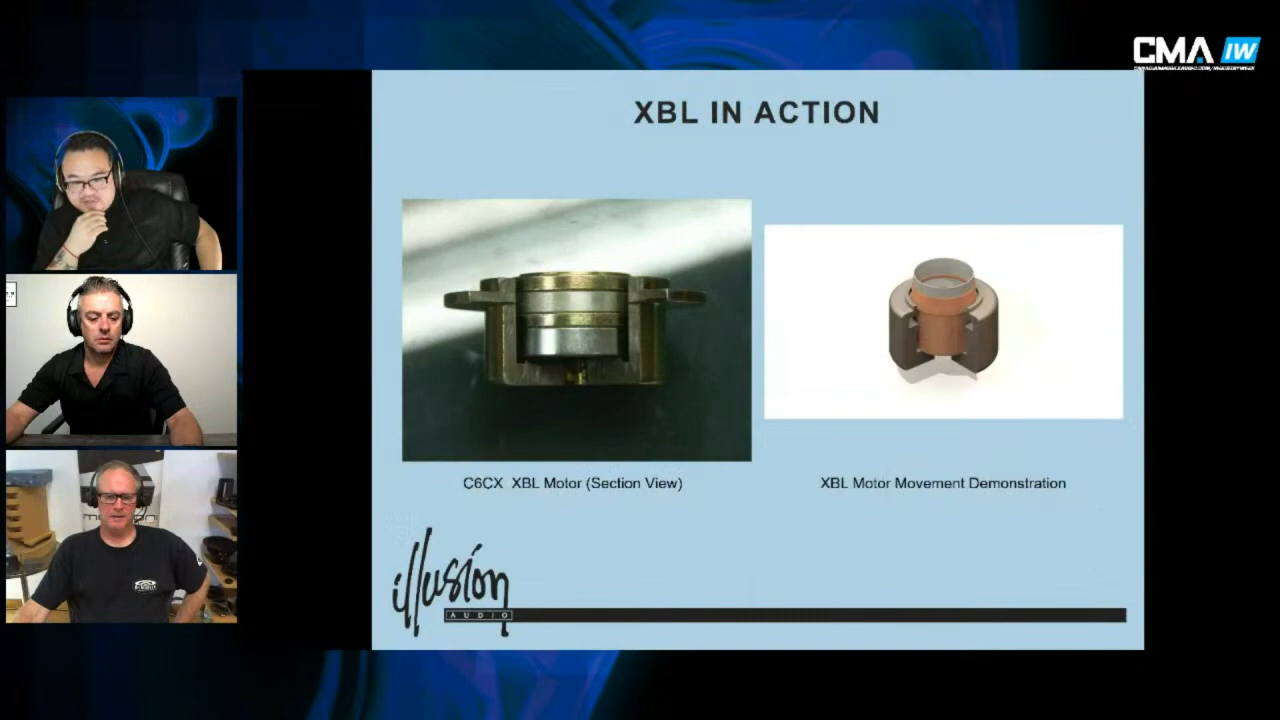 CMA IW
XBL IN ACTION
C6CX XBL Motor (Section View)
XBL Motor Movement Demonstration
illusion
AUDIO